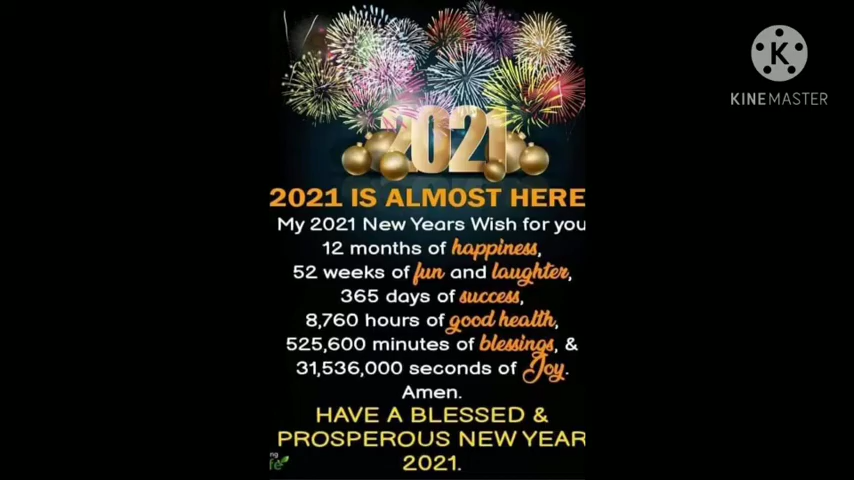 2021
2021 IS ALMOST HERE
My 2021 New Years Wish for you
12 months of happiness,
52 weeks of fun and laughter,
365 days of success,
8,760 hours of good health,
525,600 minutes of blessings, &
31,536,000 seconds of Joy.
Amen.
HAVE A BLESSED &
PROSPEROUS NEW YEAR
2021.
K
KINEMASTER